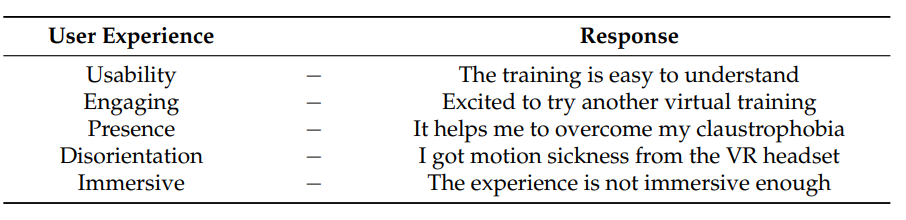 User Experience Response
Usability − The training is easy to understand
Engaging − Excited to try another virtual training
Presence − It helps me to overcome my claustrophobia
Disorientation − I got motion sickness from the VR headset
Immersive − The experience is not immersive enough